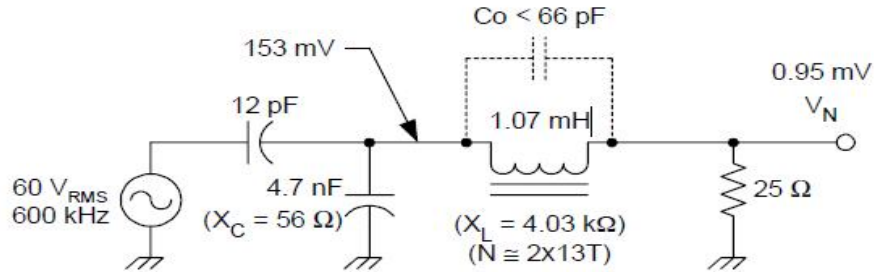 Co < 66 pF
153 mV
0.95 mV
V_N
12 pF
1.07 mH
60 V_RMS
600 kHz
4.7 nF
(X_C = 56 Ω)
(X_L = 4.03 kΩ)
(N ≅ 2x13T)
25 Ω